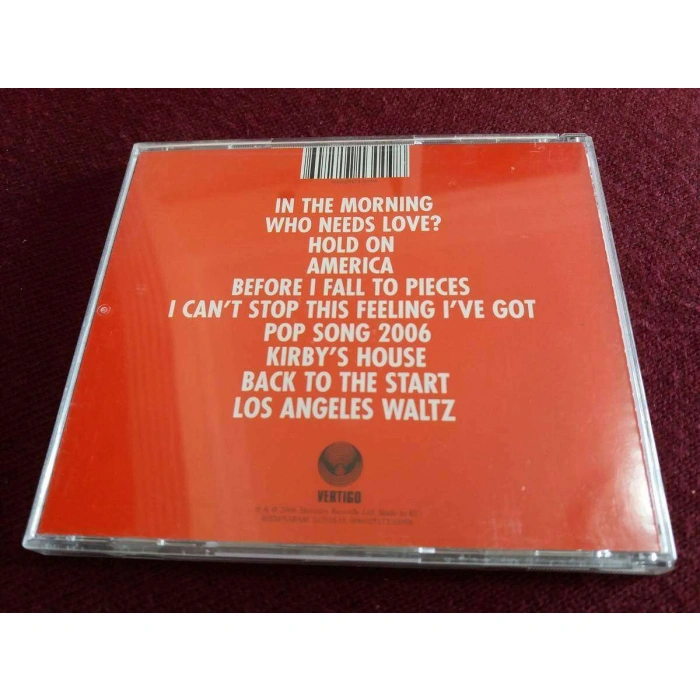 IN THE MORNING
WHO NEEDS LOVE?
HOLD ON
AMERICA
BEFORE I FALL TO PIECES
I CAN'T STOP THIS FEELING I'VE GOT
POP SONG 2006
KIRBY'S HOUSE
BACK TO THE START
LOS ANGELES WALTZ
VERTIGO